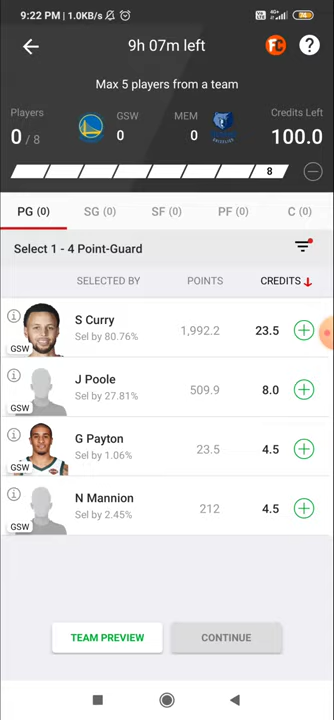 9:22 PM | 1.0KB/s
4G+
74
9h 07m left
FC
?
Max 5 players from a team
Players
GSW
MEM
Credits Left
0 / 8
0
0
100.0
8
PG (0)
SG (0)
SF (0)
PF (0)
C (0)
Select 1 - 4 Point-Guard
SELECTED BY
POINTS
CREDITS
S Curry
Sel by 80.76%
1,992.2
23.5
GSW
J Poole
Sel by 27.81%
509.9
8.0
GSW
G Payton
Sel by 1.06%
23.5
4.5
GSW
N Mannion
Sel by 2.45%
212
4.5
GSW
TEAM PREVIEW
CONTINUE